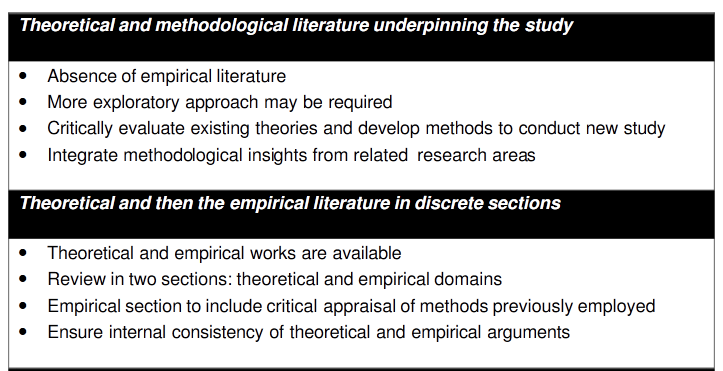 Theoretical and methodological literature underpinning the study
• Absence of empirical literature
• More exploratory approach may be required
• Critically evaluate existing theories and develop methods to conduct new study
• Integrate methodological insights from related research areas
Theoretical and then the empirical literature in discrete sections
• Theoretical and empirical works are available
• Review in two sections: theoretical and empirical domains
• Empirical section to include critical appraisal of methods previously employed
• Ensure internal consistency of theoretical and empirical arguments